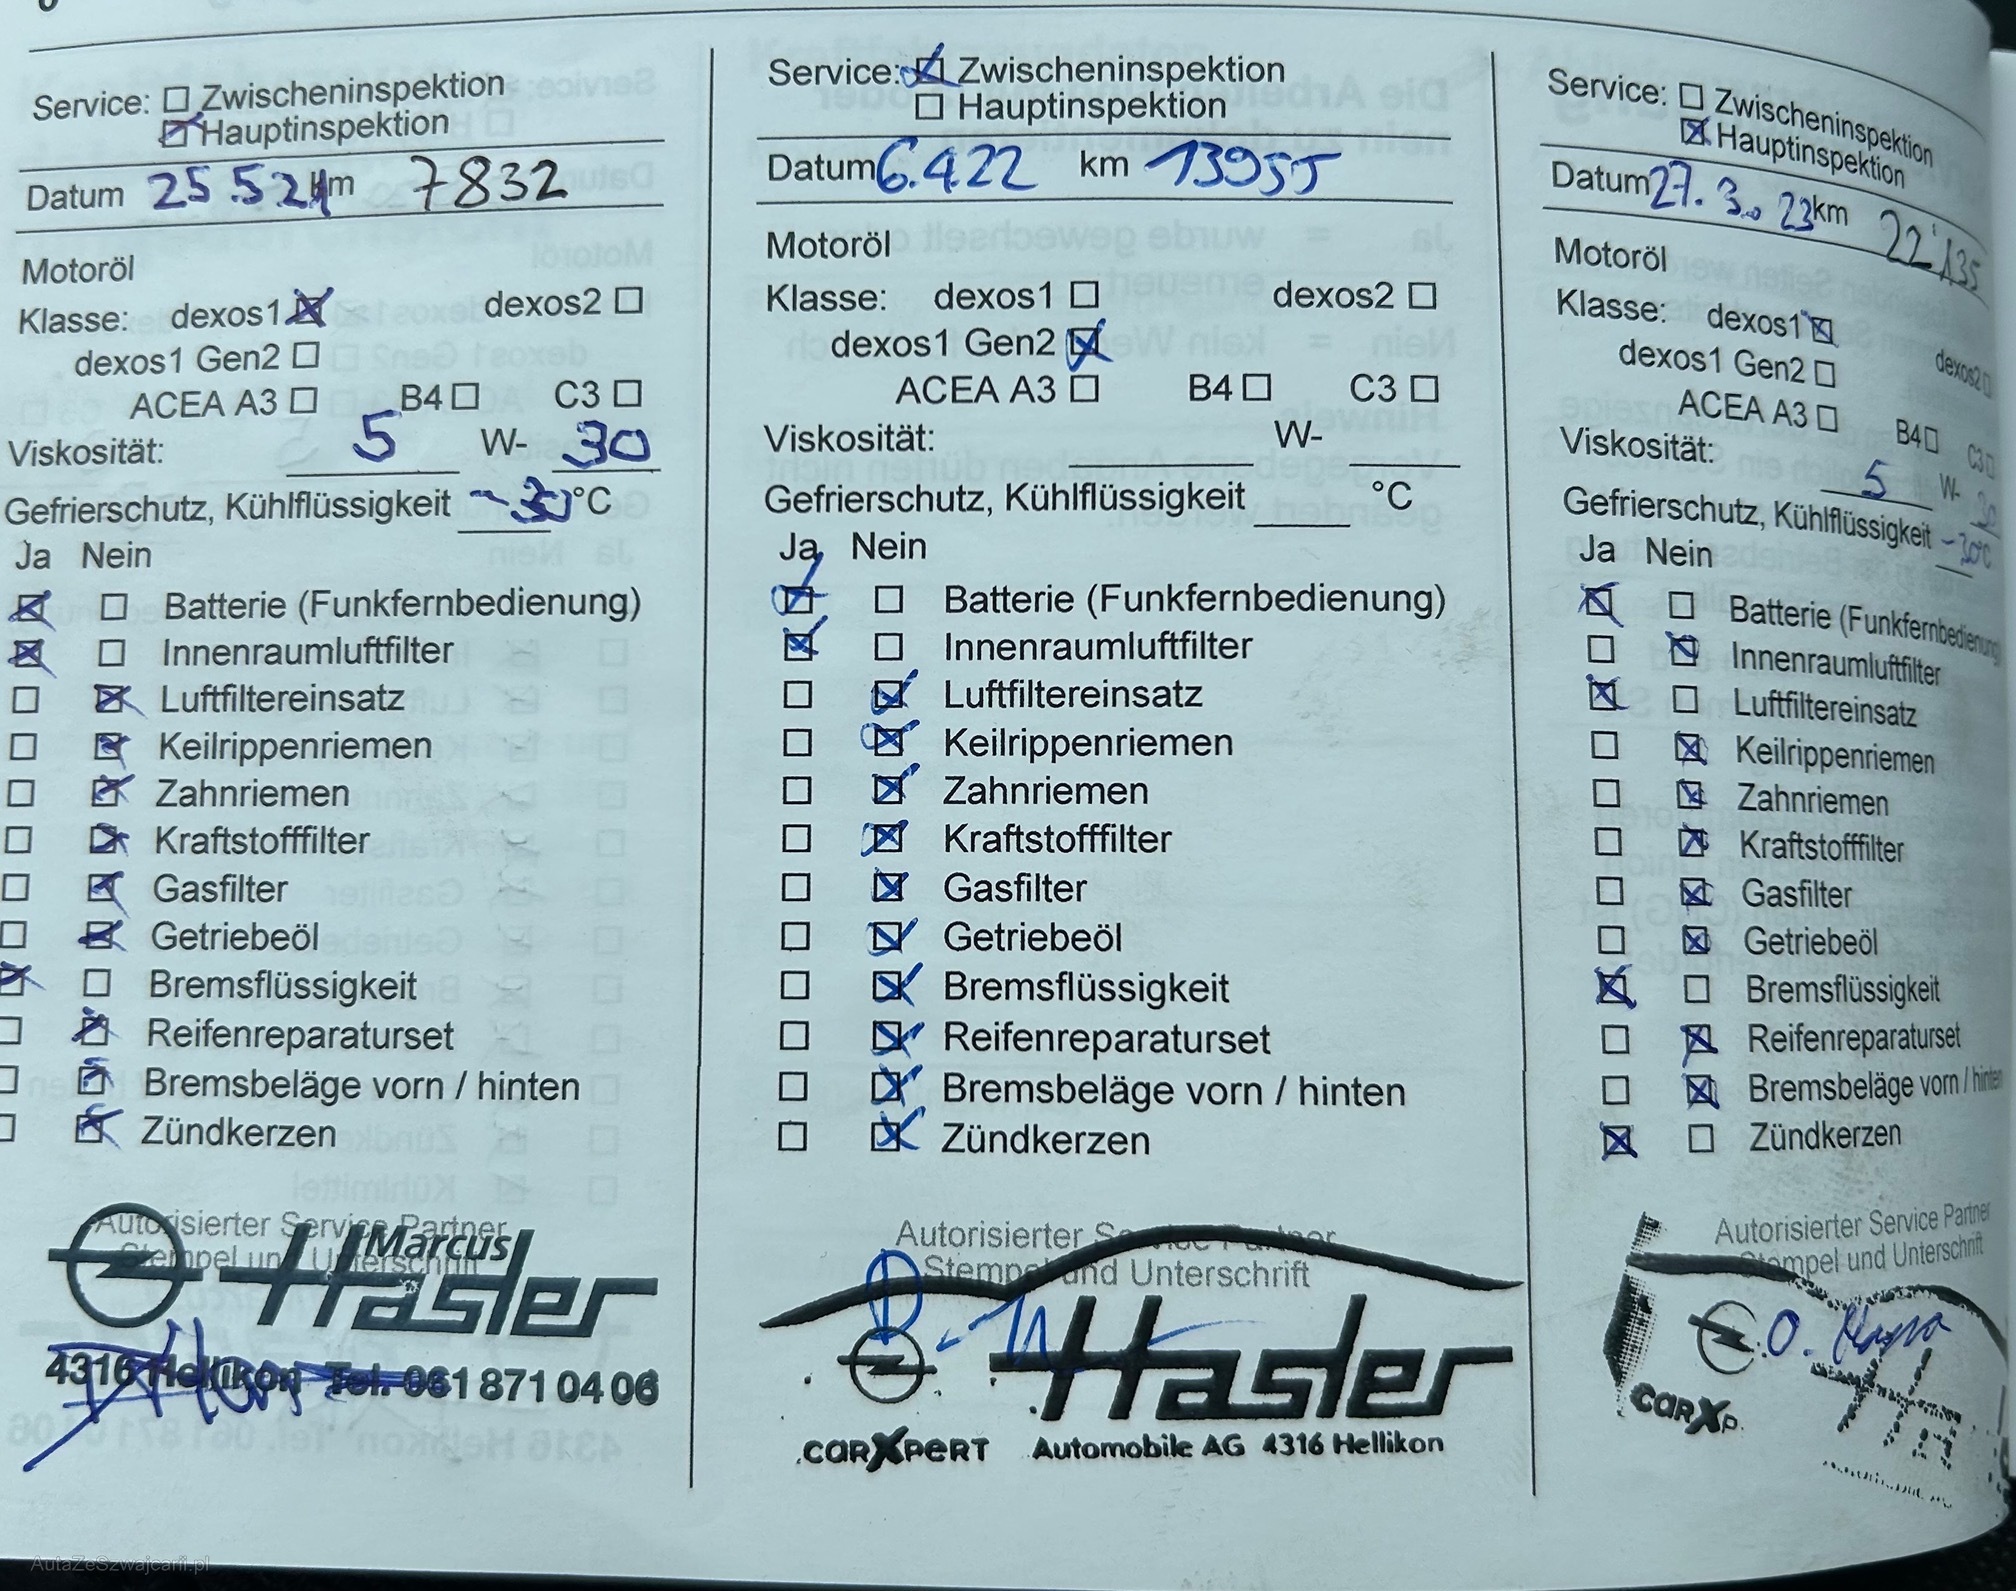 Service: ☐ Zwischeninspektion
☒ Hauptinspektion
Datum 25.5.21 km 7832
Motoröl
Klasse: dexos1 ☒ dexos2 ☐
dexos1 Gen2 ☐
ACEA A3 ☐ B4 ☐ C3 ☐
Viskosität: 5 W- 30
Gefrierschutz, Kühlflüssigkeit -30 °C
Ja Nein
☒ ☐ Batterie (Funkfernbedienung)
☒ ☐ Innenraumluftfilter
☐ ☒ Luftfiltereinsatz
☐ ☒ Keilrippenriemen
☐ ☒ Zahnriemen
☐ ☒ Kraftstofffilter
☐ ☒ Gasfilter
☐ ☒ Getriebeöl
☒ ☐ Bremsflüssigkeit
☐ ☒ Reifenreparaturset
☐ ☒ Bremsbeläge vorn / hinten
☐ ☒ Zündkerzen
Autorisierter Service Partner
Stempel und Unterschrift
Marcus
Hasler
4316 Hellikon Tel. 061 871 04 06
Service: ☒ Zwischeninspektion
☐ Hauptinspektion
Datum 6.4.22 km 13955
Motoröl
Klasse: dexos1 ☐ dexos2 ☐
dexos1 Gen2 ☒
ACEA A3 ☐ B4 ☐ C3 ☐
Viskosität: W-
Gefrierschutz, Kühlflüssigkeit °C
Ja Nein
☒ ☐ Batterie (Funkfernbedienung)
☒ ☐ Innenraumluftfilter
☐ ☒ Luftfiltereinsatz
☐ ☒ Keilrippenriemen
☐ ☒ Zahnriemen
☐ ☒ Kraftstofffilter
☐ ☒ Gasfilter
☐ ☒ Getriebeöl
☐ ☒ Bremsflüssigkeit
☐ ☒ Reifenreparaturset
☐ ☒ Bremsbeläge vorn / hinten
☐ ☒ Zündkerzen
Autorisierter Service Partner
Stempel und Unterschrift
Hasler
carXpert Automobile AG 4316 Hellikon
Service: ☐ Zwischeninspektion
☒ Hauptinspektion
Datum 27.3.23 km 22'135
Motoröl
Klasse: dexos1 ☒ dexos2 ☐
dexos1 Gen2 ☐
ACEA A3 ☐ B4 ☐ C3 ☐
Viskosität: 5 W- 30
Gefrierschutz, Kühlflüssigkeit -30°C
Ja Nein
☒ ☐ Batterie (Funkfernbedienung)
☐ ☒ Innenraumluftfilter
☒ ☐ Luftfiltereinsatz
☐ ☒ Keilrippenriemen
☐ ☒ Zahnriemen
☐ ☒ Kraftstofffilter
☐ ☒ Gasfilter
☐ ☒ Getriebeöl
☒ ☐ Bremsflüssigkeit
☐ ☒ Reifenreparaturset
☐ ☒ Bremsbeläge vorn / hinten
☒ ☐ Zündkerzen
Autorisierter Service Partner
Stempel und Unterschrift
carXp
AutaZeSzwajcarii.pl